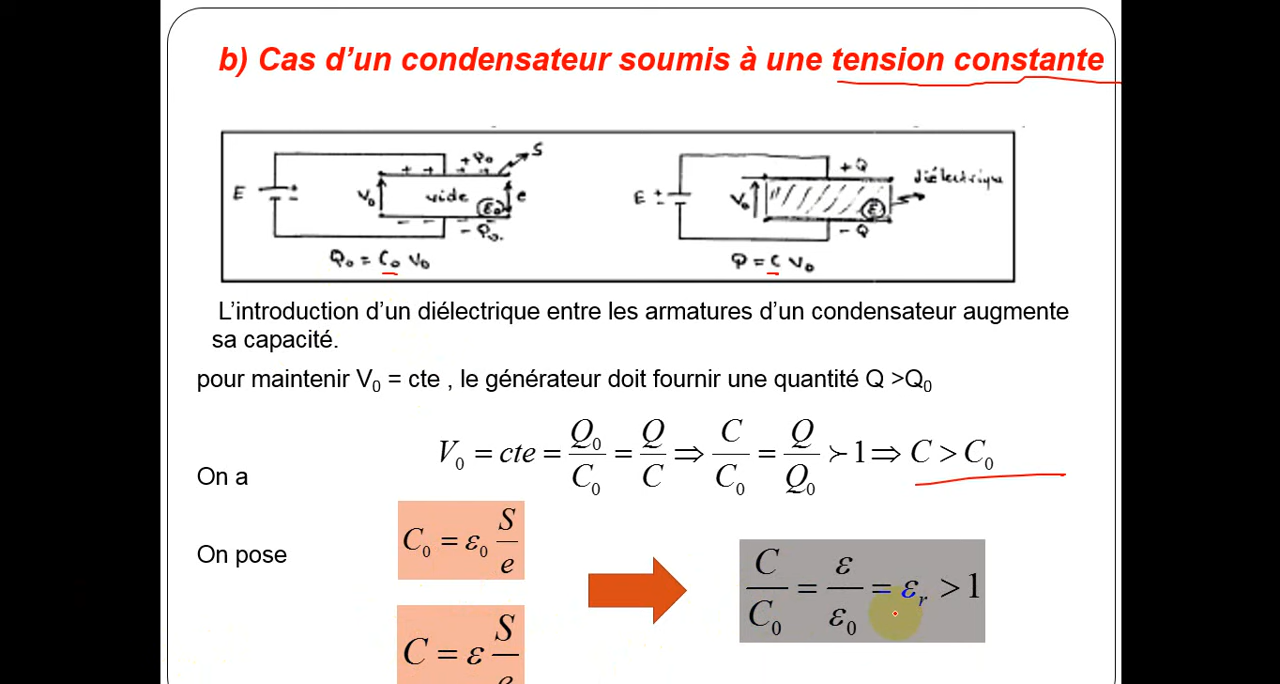 b) Cas d'un condensateur soumis à une tension constante
E V₀ + + +Q₀ + + S vide ε₀ e - - - - - Q₀
Q₀ = C₀ V₀
E V₀ +Q diélectrique ε - Q
Q = C V₀
L'introduction d'un diélectrique entre les armatures d'un condensateur augmente
sa capacité.
pour maintenir V₀ = cte , le générateur doit fournir une quantité Q >Q₀
On a V₀ = cte = Q₀/C₀ = Q/C ⇒ C/C₀ = Q/Q₀ ≻ 1 ⇒ C > C₀
On pose C₀ = ε₀ S/e
C/C₀ = ε/ε₀ = εᵣ > 1
C = ε S/e